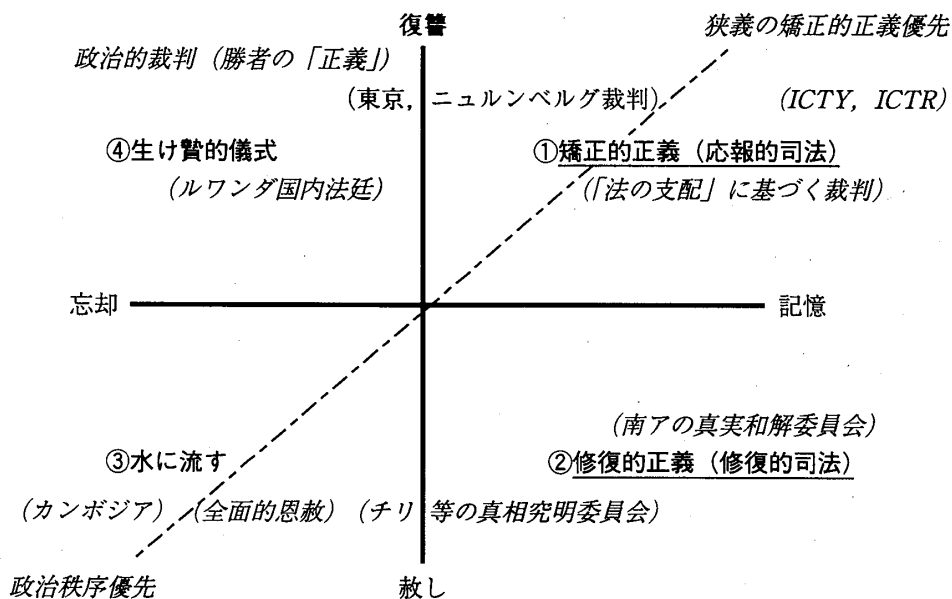 復讐
狭義の矯正的正義優先
政治的裁判（勝者の「正義」）
（東京，ニュルンベルグ裁判）
（ICTY，ICTR）
④生け贄的儀式
①矯正的正義（応報的司法）
（ルワンダ国内法廷）
（「法の支配」に基づく裁判）
忘却
記憶
（南アの真実和解委員会）
③水に流す
②修復的正義（修復的司法）
（カンボジア）
（全面的恩赦）
（チリ等の真相究明委員会）
政治秩序優先
赦し